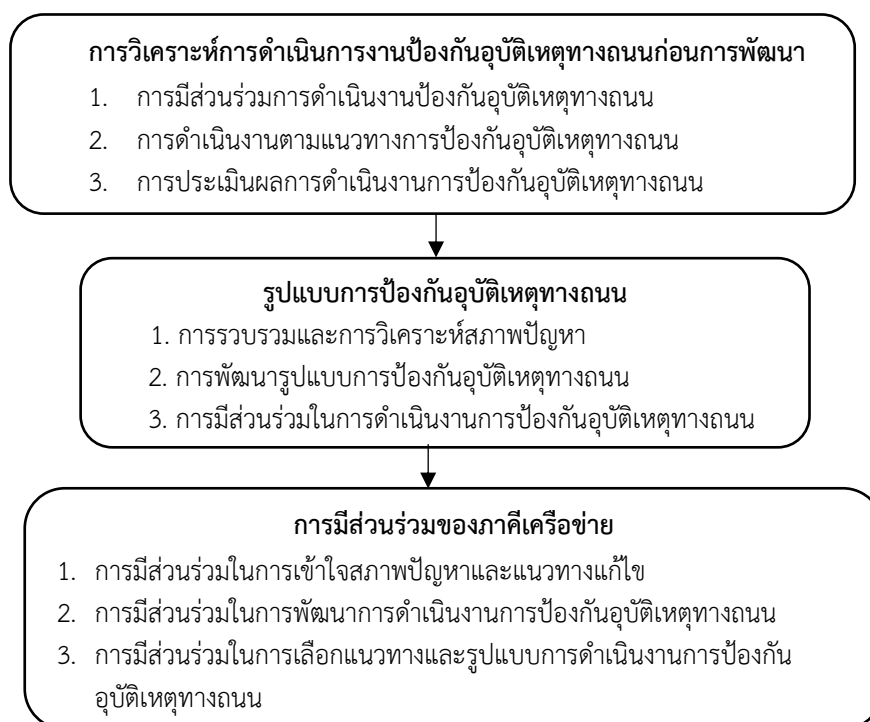 การวิเคราะห์การดำเนินการงานป้องกันอุบัติเหตุทางถนนก่อนการพัฒนา
1. การมีส่วนร่วมการดำเนินงานป้องกันอุบัติเหตุทางถนน
2. การดำเนินงานตามแนวทางการป้องกันอุบัติเหตุทางถนน
3. การประเมินผลการดำเนินงานการป้องกันอุบัติเหตุทางถนน
รูปแบบการป้องกันอุบัติเหตุทางถนน
1. การรวบรวมและการวิเคราะห์สภาพปัญหา
2. การพัฒนารูปแบบการป้องกันอุบัติเหตุทางถนน
3. การมีส่วนร่วมในการดำเนินงานการป้องกันอุบัติเหตุทางถนน
การมีส่วนร่วมของภาคีเครือข่าย
1. การมีส่วนร่วมในการเข้าใจสภาพปัญหาและแนวทางแก้ไข
2. การมีส่วนร่วมในการพัฒนาการดำเนินงานการป้องกันอุบัติเหตุทางถนน
3. การมีส่วนร่วมในการเลือกแนวทางและรูปแบบการดำเนินงานการป้องกัน
อุบัติเหตุทางถนน